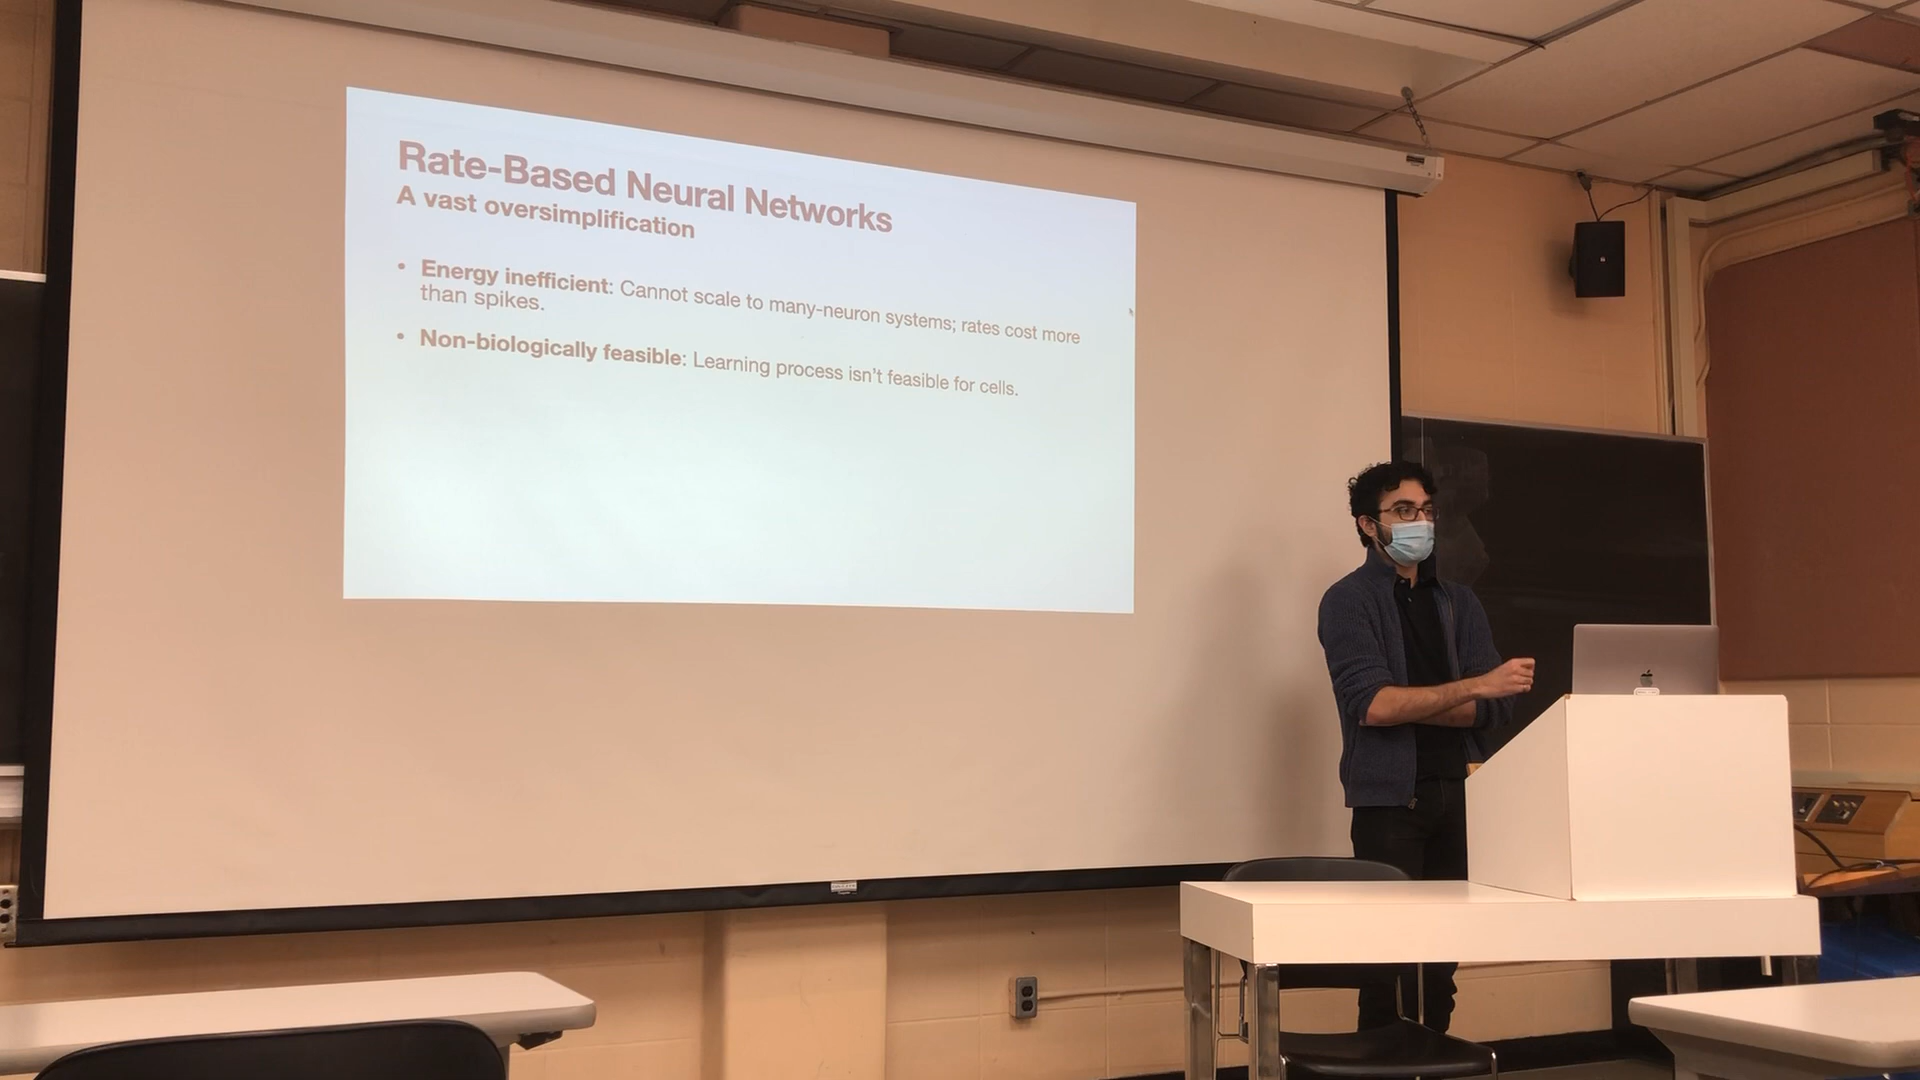 Rate-Based Neural Networks
A vast oversimplification
• Energy inefficient: Cannot scale to many-neuron systems; rates cost more
than spikes.
• Non-biologically feasible: Learning process isn't feasible for cells.